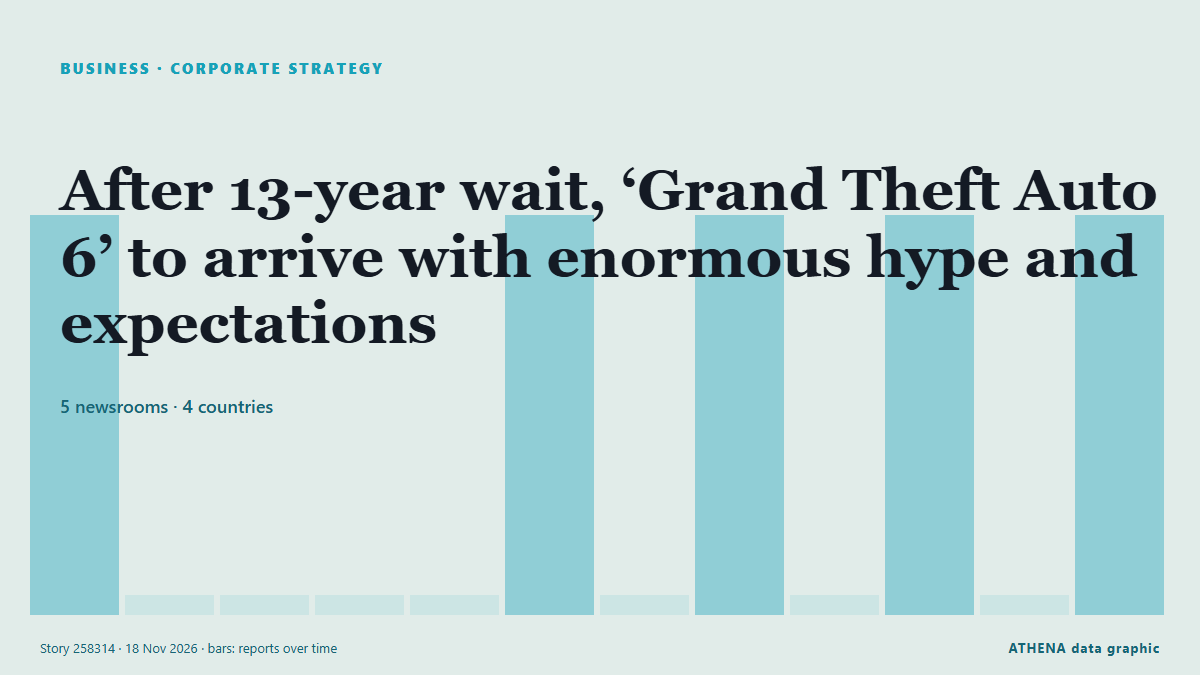 BUSINESS · CORPORATE STRATEGY
After 13-year wait, ‘Grand Theft Auto
6’ to arrive with enormous hype and
expectations
5 newsrooms · 4 countries
Story 258314 · 18 Nov 2026 · bars: reports over time
ATHENA data graphic